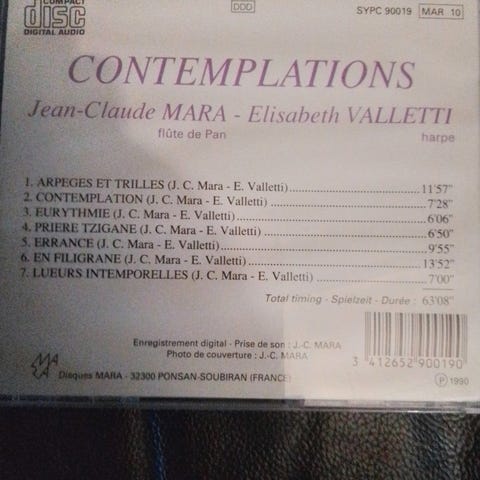 COMPACT
disc
DIGITAL AUDIO
DDD
SYPC 90019 MAR 10
CONTEMPLATIONS
Jean-Claude MARA - Elisabeth VALLETTI
flûte de Pan harpe
1. ARPEGES ET TRILLES (J. C. Mara - E. Valletti) 11'57"
2. CONTEMPLATION (J. C. Mara - E. Valletti) 7'28"
3. EURYTHMIE (J. C. Mara - E. Valletti) 6'06"
4. PRIERE TZIGANE (J. C. Mara - E. Valletti) 6'50"
5. ERRANCE (J. C. Mara - E. Valletti) 9'55"
6. EN FILIGRANE (J. C. Mara - E. Valletti) 13'52"
7. LUEURS INTEMPORELLES (J. C. Mara - E. Valletti) 7'00"
Total timing - Spielzeit - Durée : 63'08"
Enregistrement digital - Prise de son : J.-C. MARA
Photo de couverture : J.-C. MARA
3 412652 900190
Disques MARA - 32300 PONSAN-SOUBIRAN (FRANCE)
℗ 1990